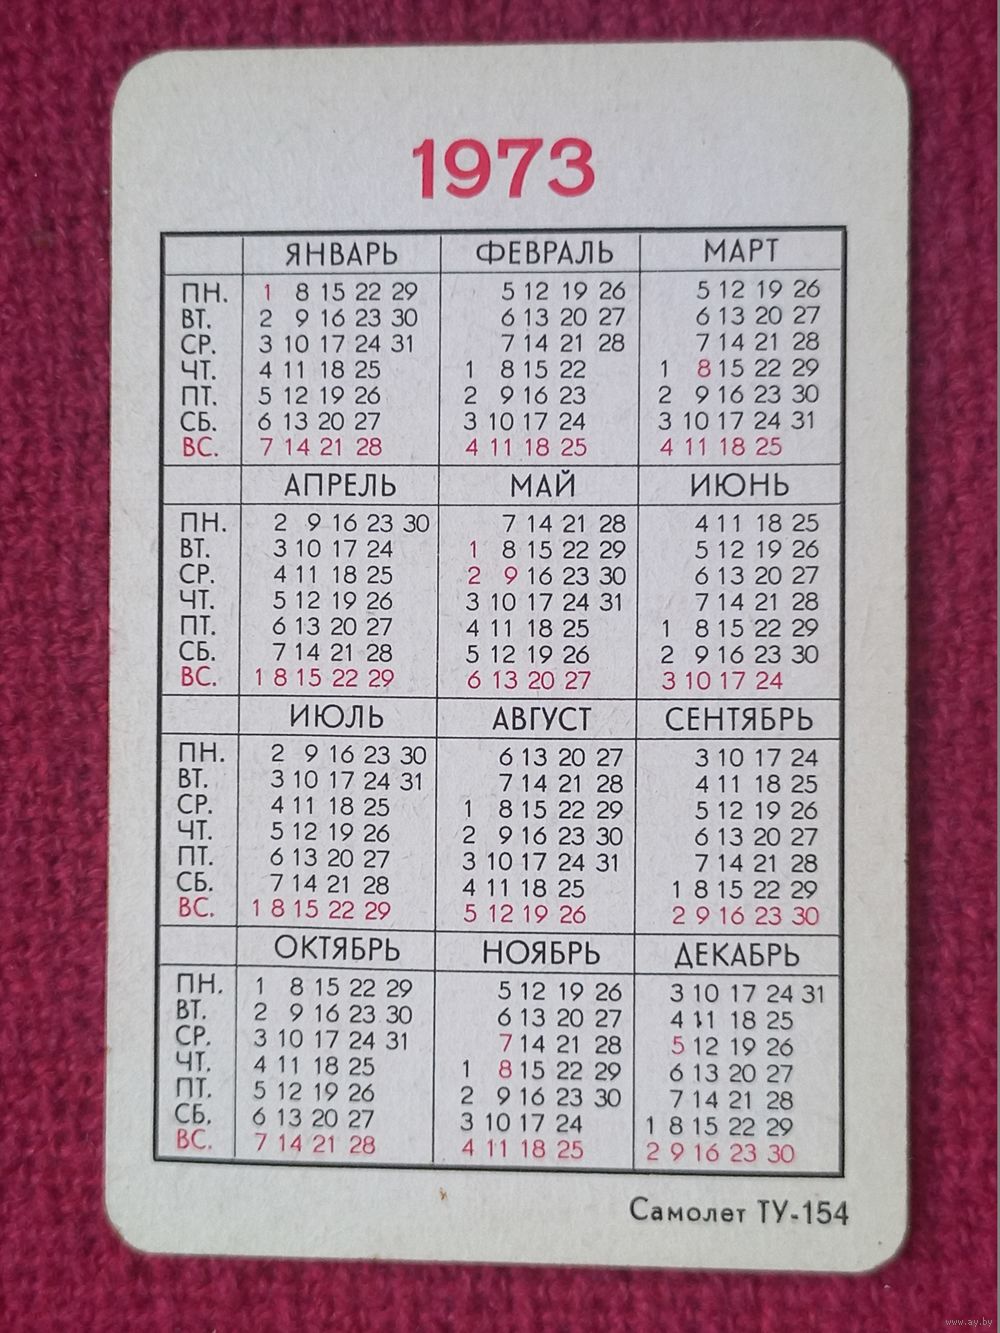 1973
ЯНВАРЬ ФЕВРАЛЬ МАРТ
ПН. 1 8 15 22 29 5 12 19 26 5 12 19 26
ВТ. 2 9 16 23 30 6 13 20 27 6 13 20 27
СР. 3 10 17 24 31 7 14 21 28 7 14 21 28
ЧТ. 4 11 18 25 1 8 15 22 1 8 15 22 29
ПТ. 5 12 19 26 2 9 16 23 2 9 16 23 30
СБ. 6 13 20 27 3 10 17 24 3 10 17 24 31
ВС. 7 14 21 28 4 11 18 25 4 11 18 25
АПРЕЛЬ МАЙ ИЮНЬ
ПН. 2 9 16 23 30 7 14 21 28 4 11 18 25
ВТ. 3 10 17 24 1 8 15 22 29 5 12 19 26
СР. 4 11 18 25 2 9 16 23 30 6 13 20 27
ЧТ. 5 12 19 26 3 10 17 24 31 7 14 21 28
ПТ. 6 13 20 27 4 11 18 25 1 8 15 22 29
СБ. 7 14 21 28 5 12 19 26 2 9 16 23 30
ВС. 1 8 15 22 29 6 13 20 27 3 10 17 24
ИЮЛЬ АВГУСТ СЕНТЯБРЬ
ПН. 2 9 16 23 30 6 13 20 27 3 10 17 24
ВТ. 3 10 17 24 31 7 14 21 28 4 11 18 25
СР. 4 11 18 25 1 8 15 22 29 5 12 19 26
ЧТ. 5 12 19 26 2 9 16 23 30 6 13 20 27
ПТ. 6 13 20 27 3 10 17 24 31 7 14 21 28
СБ. 7 14 21 28 4 11 18 25 1 8 15 22 29
ВС. 1 8 15 22 29 5 12 19 26 2 9 16 23 30
ОКТЯБРЬ НОЯБРЬ ДЕКАБРЬ
ПН. 1 8 15 22 29 5 12 19 26 3 10 17 24 31
ВТ. 2 9 16 23 30 6 13 20 27 4 11 18 25
СР. 3 10 17 24 31 7 14 21 28 5 12 19 26
ЧТ. 4 11 18 25 1 8 15 22 29 6 13 20 27
ПТ. 5 12 19 26 2 9 16 23 30 7 14 21 28
СБ. 6 13 20 27 3 10 17 24 1 8 15 22 29
ВС. 7 14 21 28 4 11 18 25 2 9 16 23 30
Самолет ТУ-154
www.ay.by